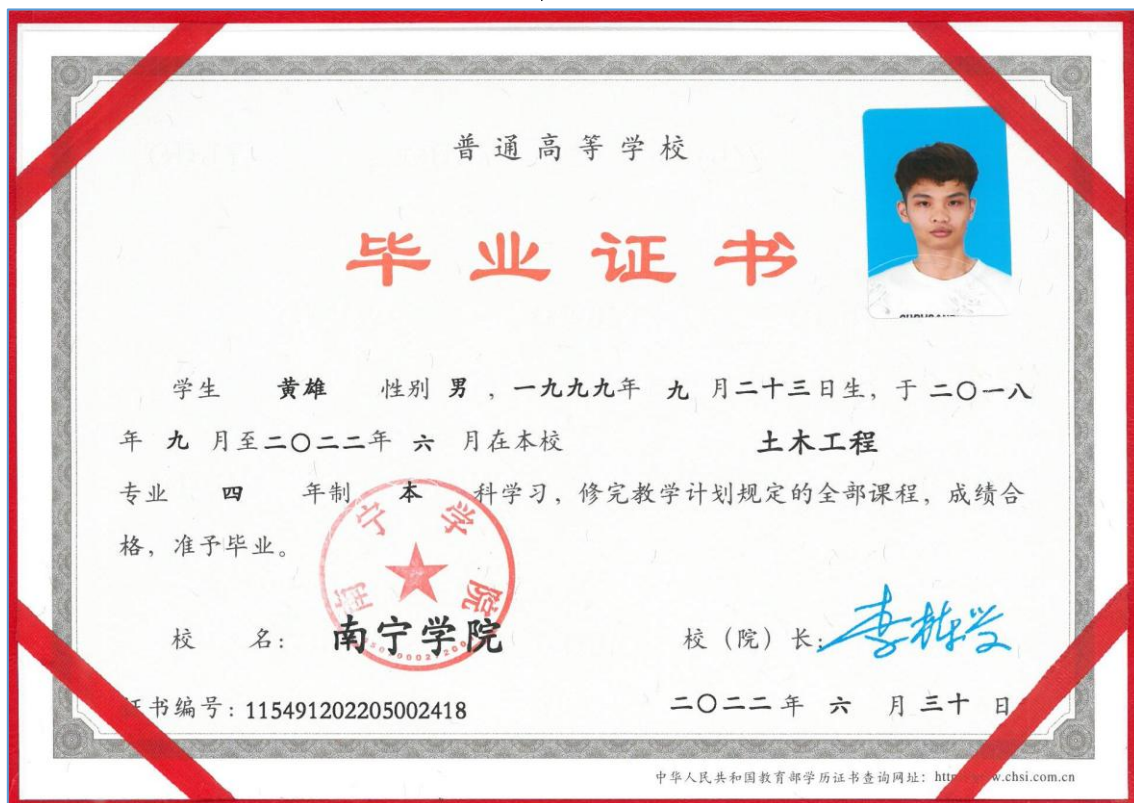 普通高等学校
毕业证书
学生 黄雄 性别 男 ，一九九九年 九 月二十三日生，于 二〇一八
年 九 月至二〇二二年 六 月在本校 土木工程
专业 四 年制 本 科学习，修完教学计划规定的全部课程，成绩合
格，准予毕业。
南宁学院
校 名： 南宁学院 校（院）长：
证书编号：115491202205002418 二〇二二年 六 月 三十 日
中华人民共和国教育部学历证书查询网址：http://www.chsi.com.cn